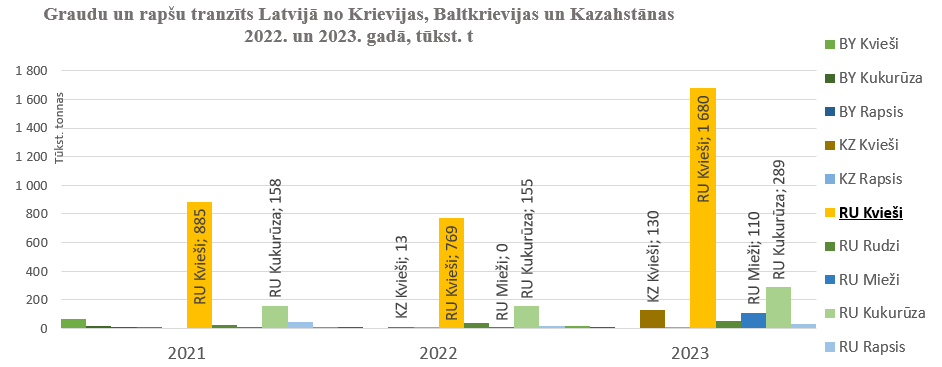 Graudu un rapšu tranzīts Latvijā no Krievijas, Baltkrievijas un Kazahstānas
2022. un 2023. gadā, tūkst. t
Tūkst. tonnas
1 800
1 600
1 400
1 200
1 000
800
600
400
200
0
RU Kvieši; 885
RU Kukurūza; 158
KZ Kvieši; 13
RU Kvieši; 769
RU Mieži; 0
RU Kukurūza; 155
KZ Kvieši; 130
RU Kvieši; 1 680
RU Mieži; 110
RU Kukurūza; 289
2021
2022
2023
BY Kvieši
BY Kukurūza
BY Rapsis
KZ Kvieši
KZ Rapsis
RU Kvieši
RU Rudzi
RU Mieži
RU Kukurūza
RU Rapsis